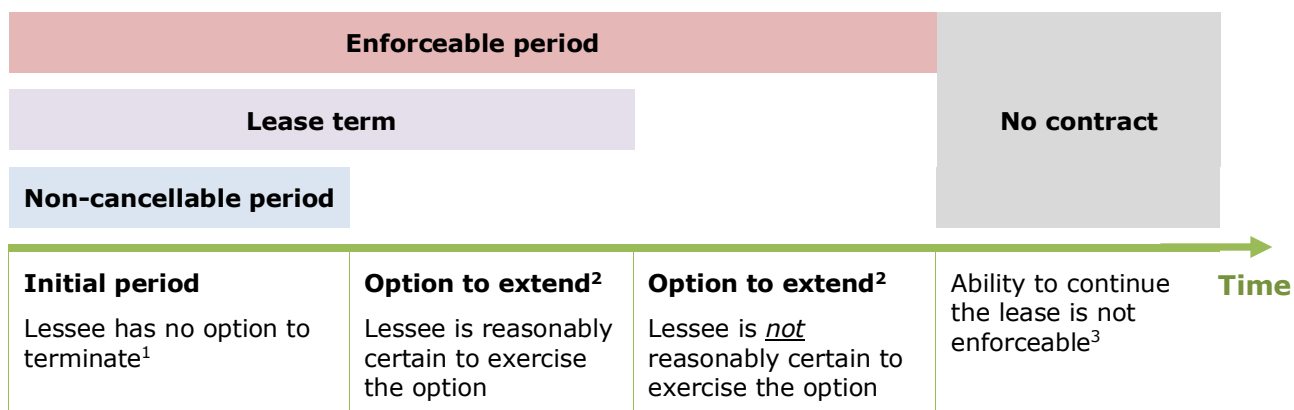 Enforceable period
Lease term
No contract
Non-cancellable period
Initial period
Lessee has no option to
terminate¹
Option to extend²
Lessee is reasonably
certain to exercise
the option
Option to extend²
Lessee is not
reasonably certain to
exercise the option
Ability to continue
the lease is not
enforceable³
Time